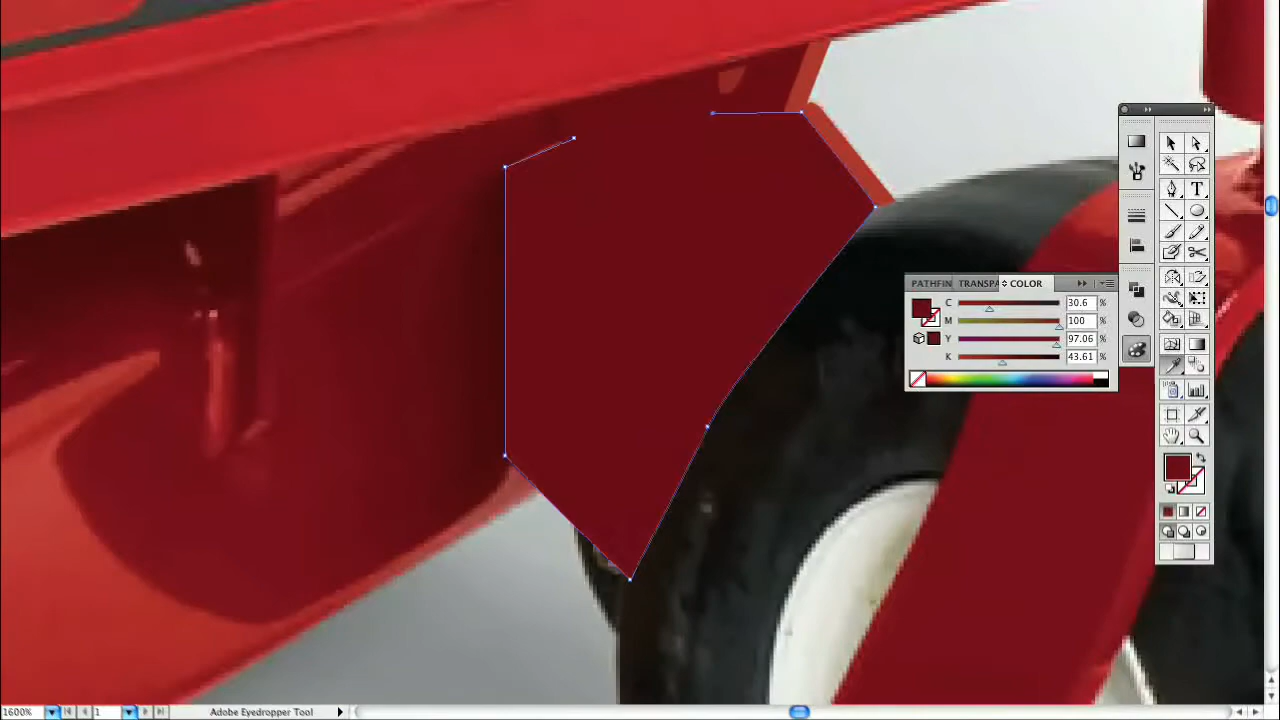 PATHFIN TRANSPA COLOR
C 30.6 %
M 100 %
Y 97.06 %
K 43.61 %
T
1600% 1 Adobe Eyedropper Tool